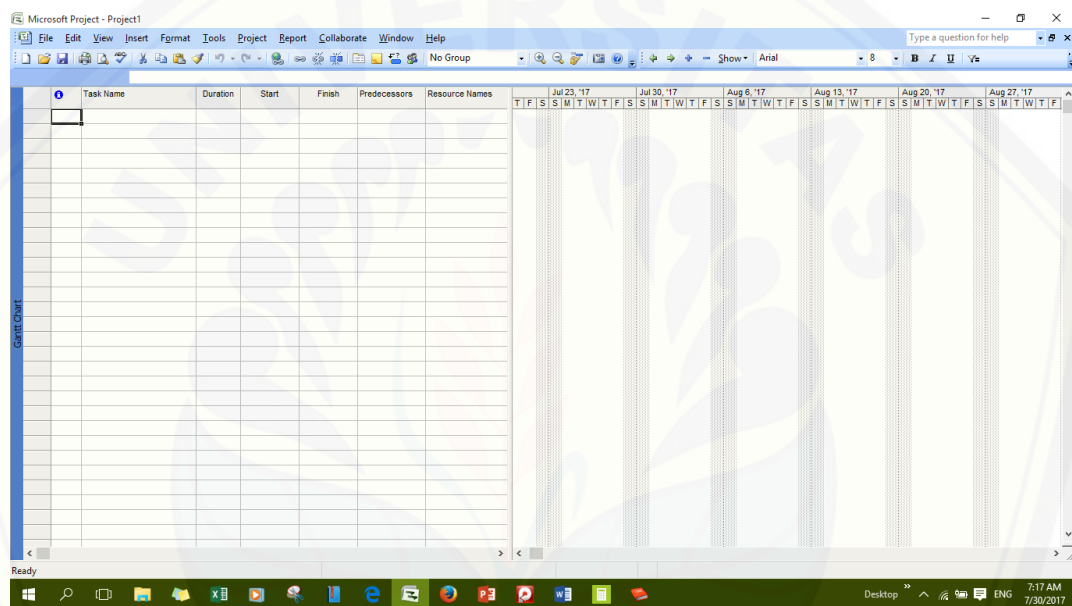 Microsoft Project - Project1
File Edit View Insert Format Tools Project Report Collaborate Window Help
Type a question for help
No Group
Show
Arial
8
B I U
Task Name Duration Start Finish Predecessors Resource Names
Jul 23, '17 Jul 30, '17 Aug 6, '17 Aug 13, '17 Aug 20, '17 Aug 27, '17
T F S S M T W T F S S M T W T F S S M T W T F S S M T W T F S S M T W T F S S M T W T F
Gantt Chart
UNIVERSITAS
Ready
Desktop
ENG
7:17 AM
7/30/2017